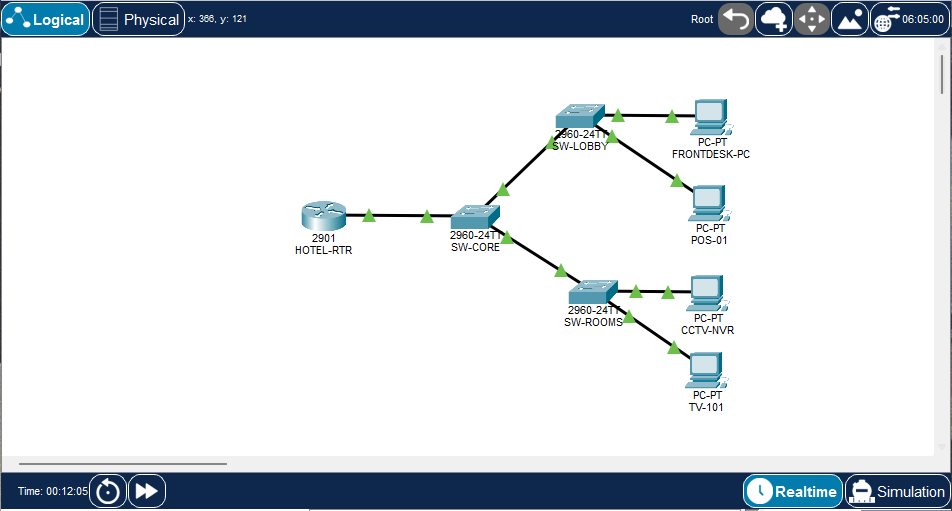 Logical
Physical
x: 366, y: 121
Root
06:05:00
2960-24TT
SW-LOBBY
PC-PT
FRONTDESK-PC
PC-PT
POS-01
2901
HOTEL-RTR
2960-24TT
SW-CORE
2960-24TT
SW-ROOMS
PC-PT
CCTV-NVR
PC-PT
TV-101
Time: 00:12:05
Realtime
Simulation